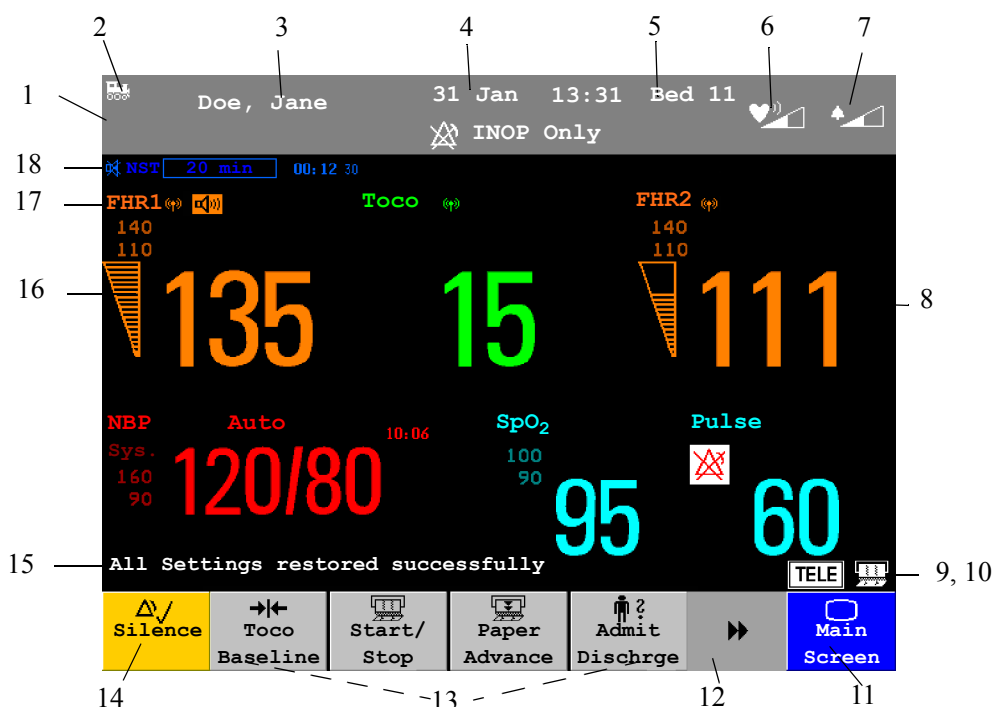 2 3 4 5 6 7
1
Doe, Jane 31 Jan 13:31 Bed 11
INOP Only
18 NST 20 min 00:12 30
17 FHR1 Toco FHR2
140 140
110 110
16 135 15 111 8
NBP Auto 10:06 SpO2 Pulse
Sys. 100
160 90
90
120/80 95 60
15 All Settings restored successfully
TELE 9, 10
Silence Toco Start/ Paper Admit Main
Baseline Stop Advance Dischrge Screen
14 13 12 11